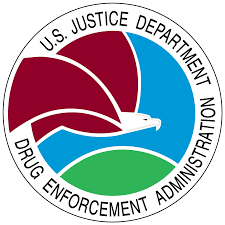 U.S. JUSTICE DEPARTMENT
DRUG ENFORCEMENT ADMINISTRATION